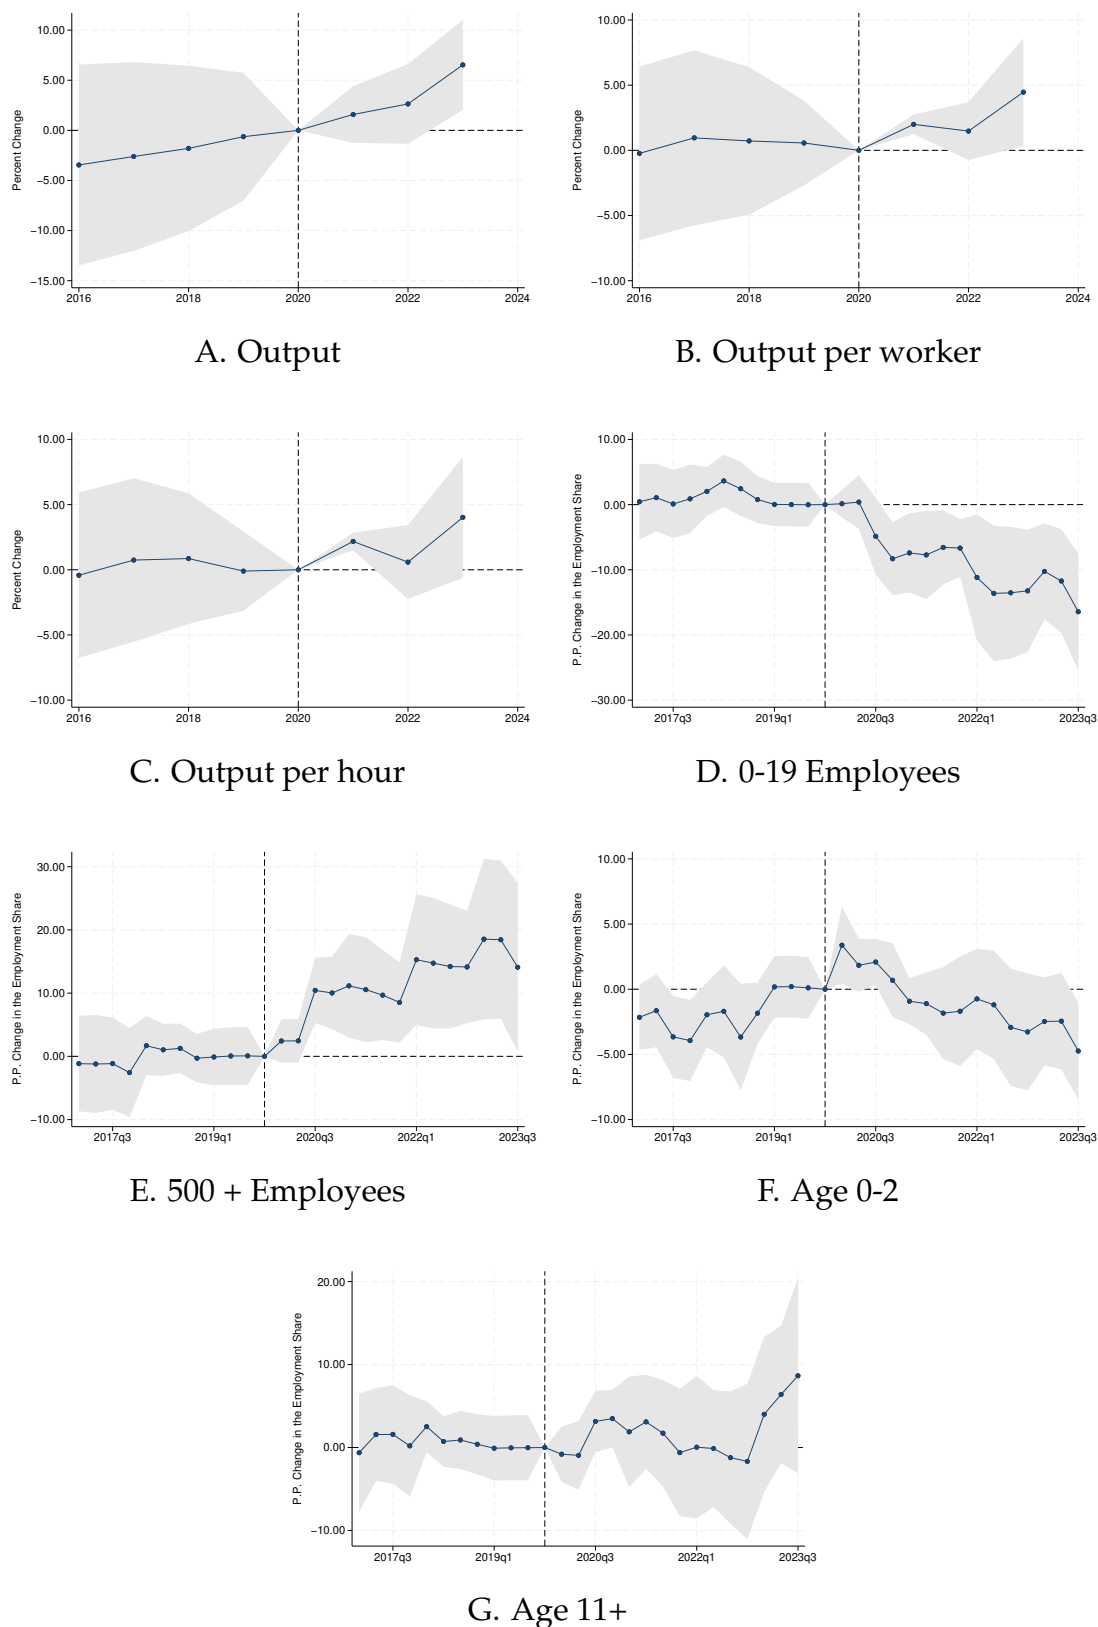 10.00
5.00
0.00
−5.00
−10.00
−15.00
Percent Change
2016 2018 2020 2022 2024
A. Output
10.00
5.00
0.00
−5.00
−10.00
Percent Change
2016 2018 2020 2022 2024
B. Output per worker
10.00
5.00
0.00
−5.00
−10.00
Percent Change
2016 2018 2020 2022 2024
C. Output per hour
10.00
0.00
−10.00
−20.00
−30.00
P.P. Change in the Employment Share
2017q3 2019q1 2020q3 2022q1 2023q3
D. 0-19 Employees
30.00
20.00
10.00
0.00
−10.00
P.P. Change in the Employment Share
2017q3 2019q1 2020q3 2022q1 2023q3
E. 500 + Employees
10.00
5.00
0.00
−5.00
−10.00
P.P. Change in the Employment Share
2017q3 2019q1 2020q3 2022q1 2023q3
F. Age 0-2
20.00
10.00
0.00
−10.00
P.P. Change in the Employment Share
2017q3 2019q1 2020q3 2022q1 2023q3
G. Age 11+